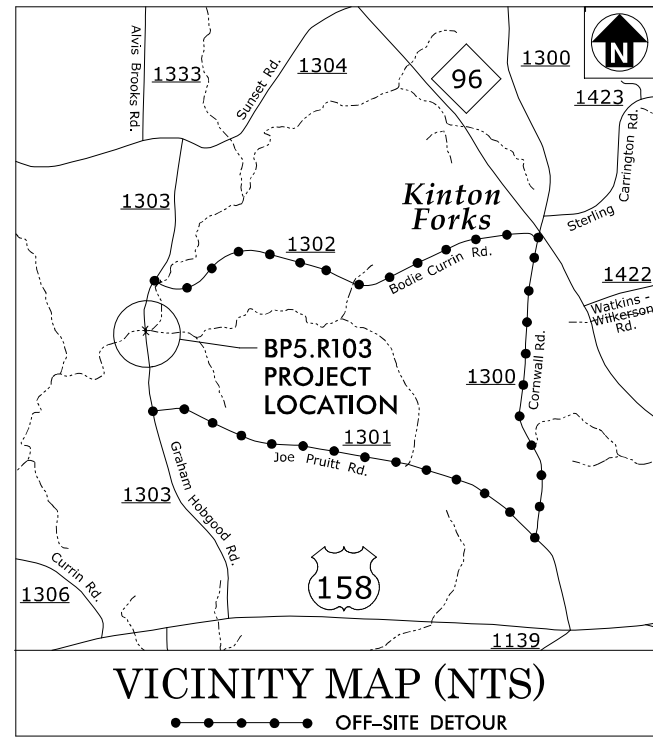 Alvis Brooks Rd.
1333
Sunset Rd.
1304
96
1300
N
1423
Sterling Carrington Rd.
1303
Kinton
Forks
1302
Bodie Currin Rd.
1422
Watkins -
Wilkerson
Rd.
BP5.R103
PROJECT
LOCATION
1300
Cornwall Rd.
1301
Joe Pruitt Rd.
1303
Graham Hobgood Rd.
158
Currin Rd.
1306
1139
VICINITY MAP (NTS)
OFF-SITE DETOUR